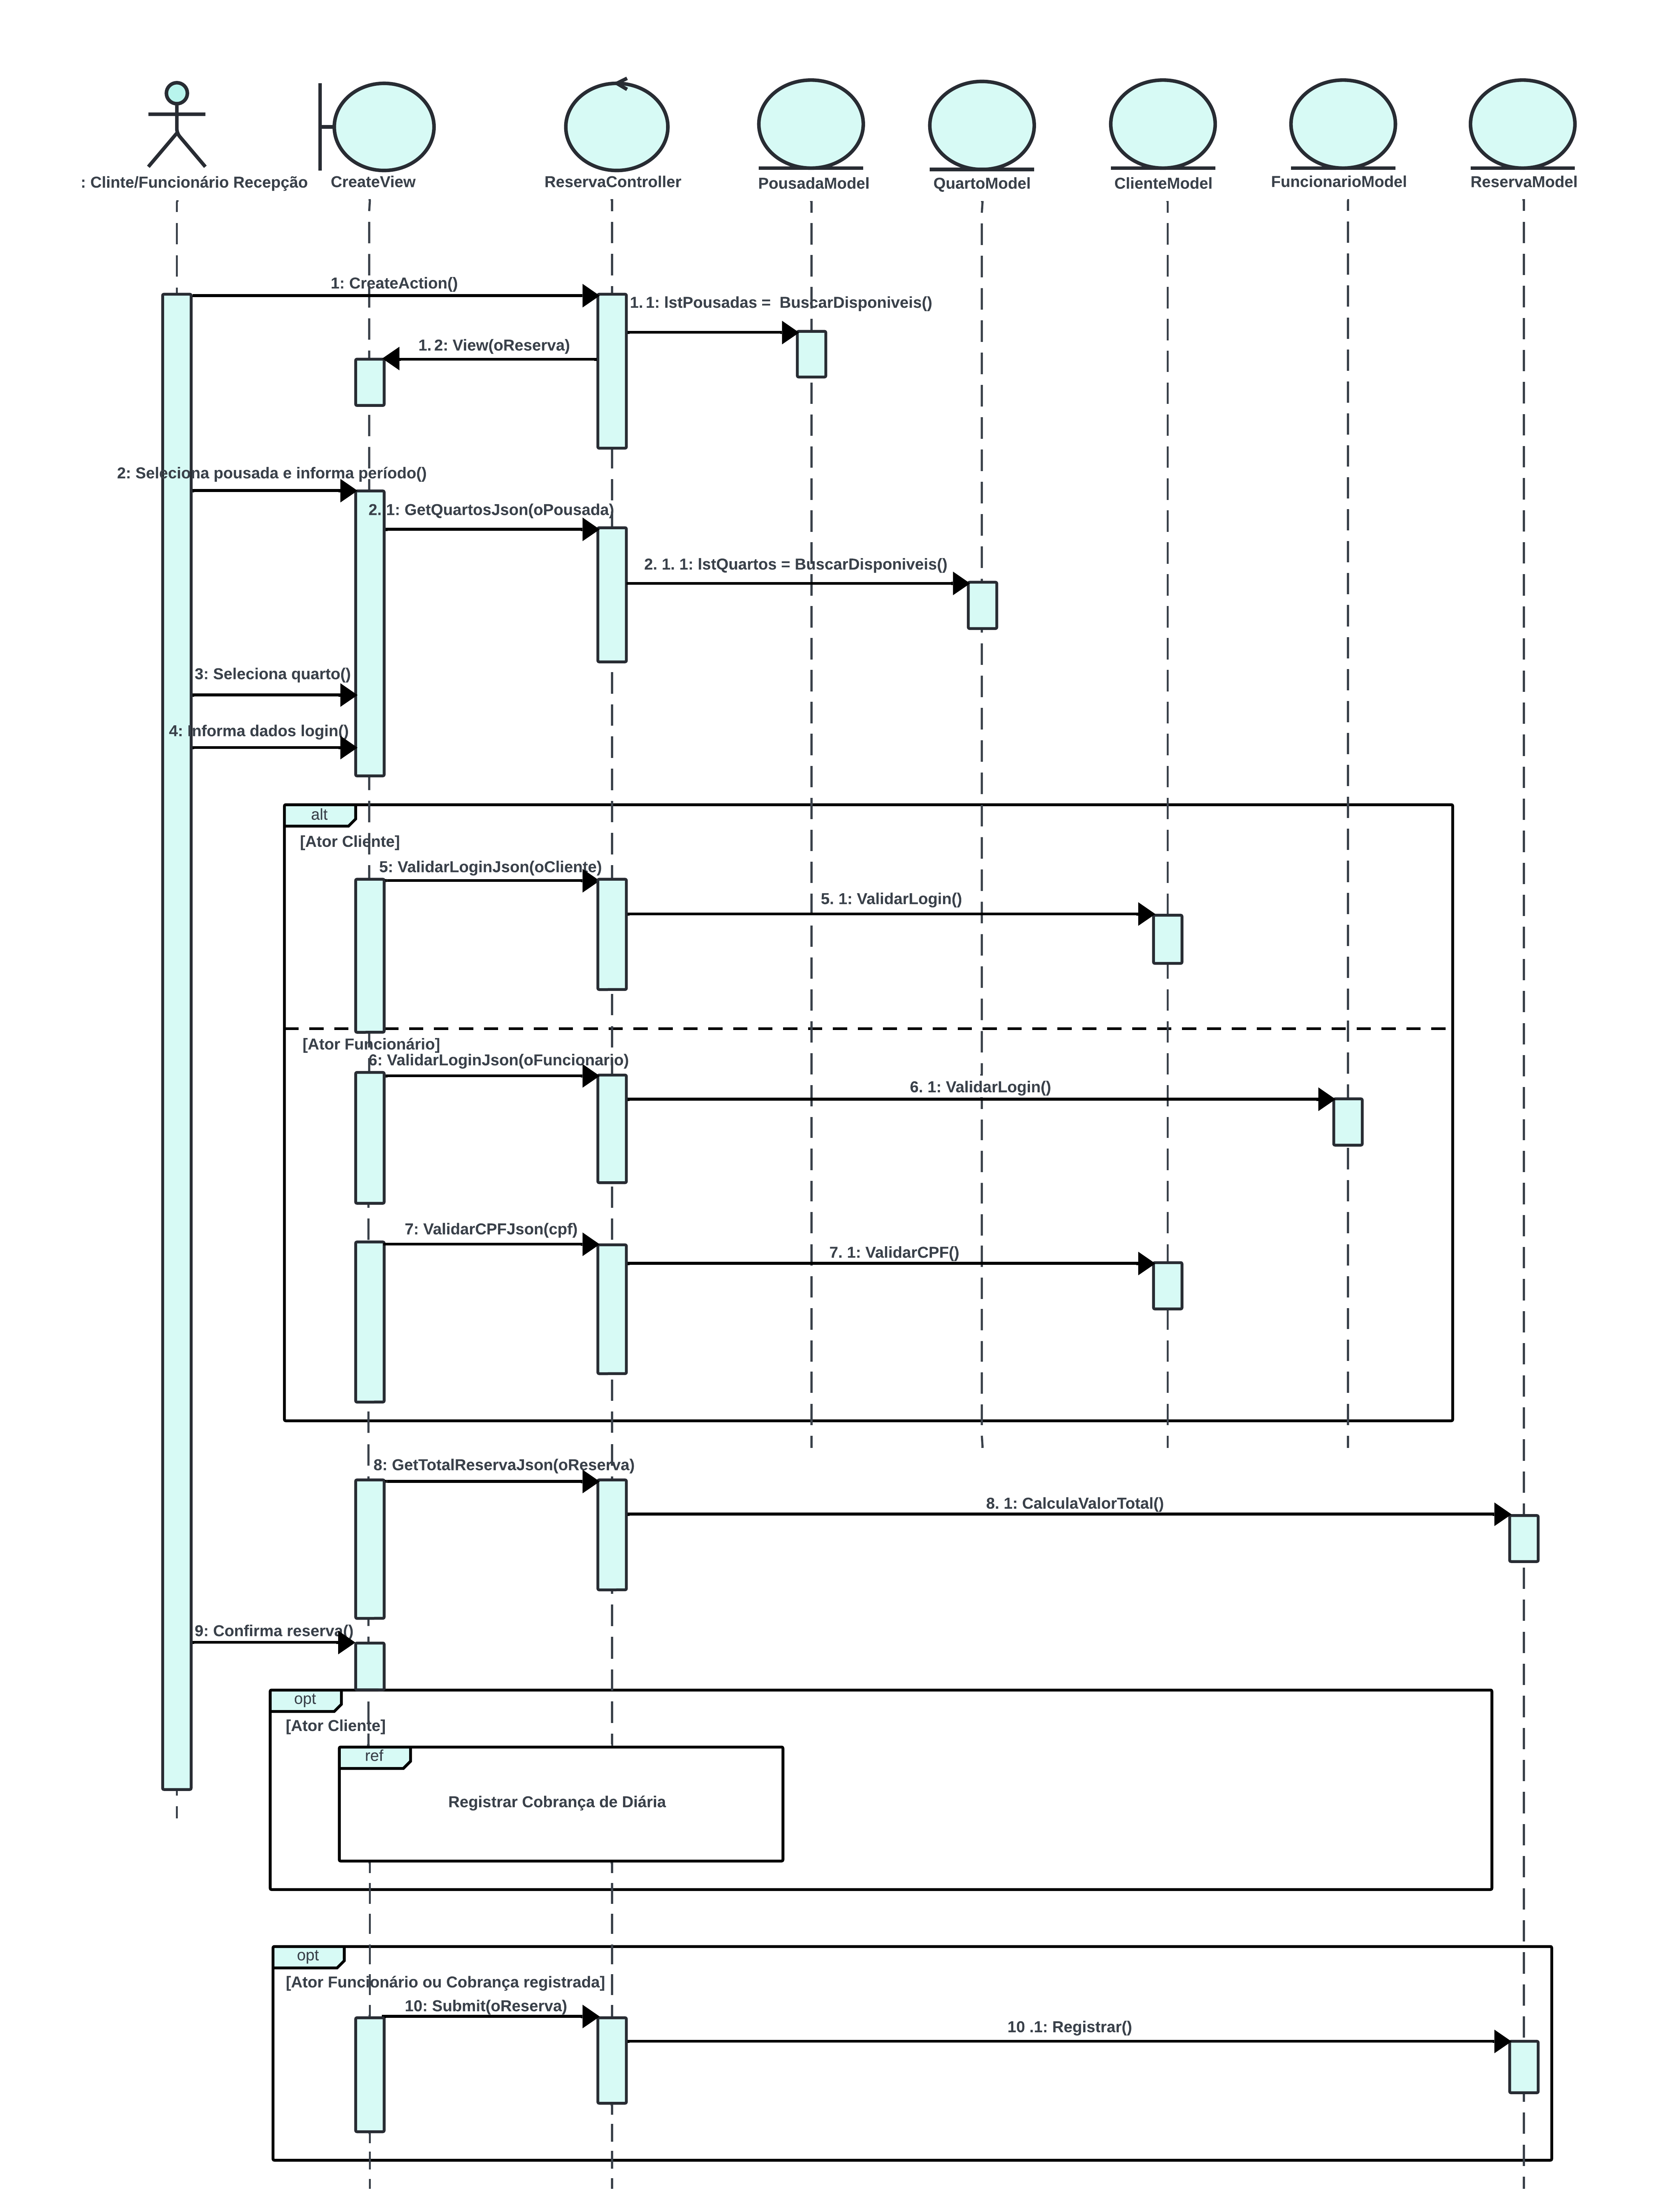 : Clinte/Funcionário Recepção
CreateView
ReservaController
PousadaModel
QuartoModel
ClienteModel
FuncionarioModel
ReservaModel
1: CreateAction()
1. 1: lstPousadas = BuscarDisponiveis()
1. 2: View(oReserva)
2: Seleciona pousada e informa período()
2. 1: GetQuartosJson(oPousada)
2. 1. 1: lstQuartos = BuscarDisponiveis()
3: Seleciona quarto()
4: Informa dados login()
alt
[Ator Cliente]
5: ValidarLoginJson(oCliente)
5. 1: ValidarLogin()
[Ator Funcionário]
6: ValidarLoginJson(oFuncionario)
6. 1: ValidarLogin()
7: ValidarCPFJson(cpf)
7. 1: ValidarCPF()
8: GetTotalReservaJson(oReserva)
8. 1: CalculaValorTotal()
9: Confirma reserva()
opt
[Ator Cliente]
ref
Registrar Cobrança de Diária
opt
[Ator Funcionário ou Cobrança registrada]
10: Submit(oReserva)
10 .1: Registrar()